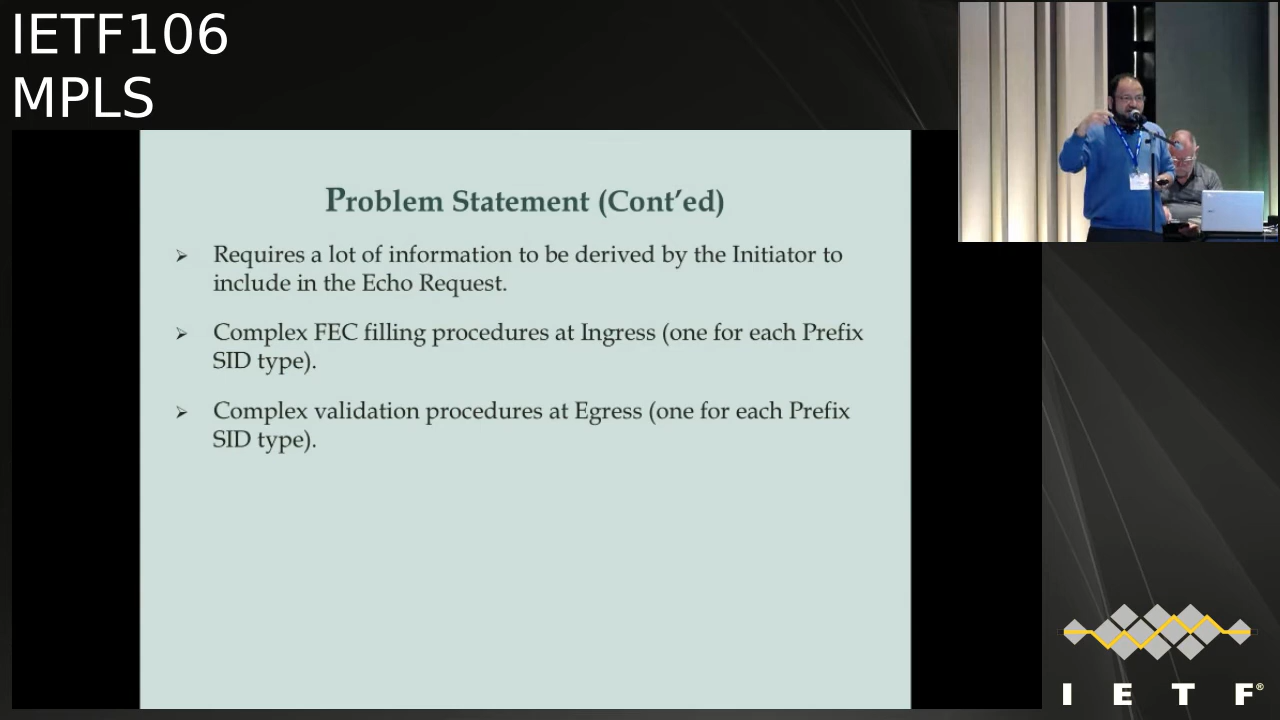 IETF106
MPLS
Problem Statement (Cont’ed)
➢ Requires a lot of information to be derived by the Initiator to
include in the Echo Request.
➢ Complex FEC filling procedures at Ingress (one for each Prefix
SID type).
➢ Complex validation procedures at Egress (one for each Prefix
SID type).
I E T F®